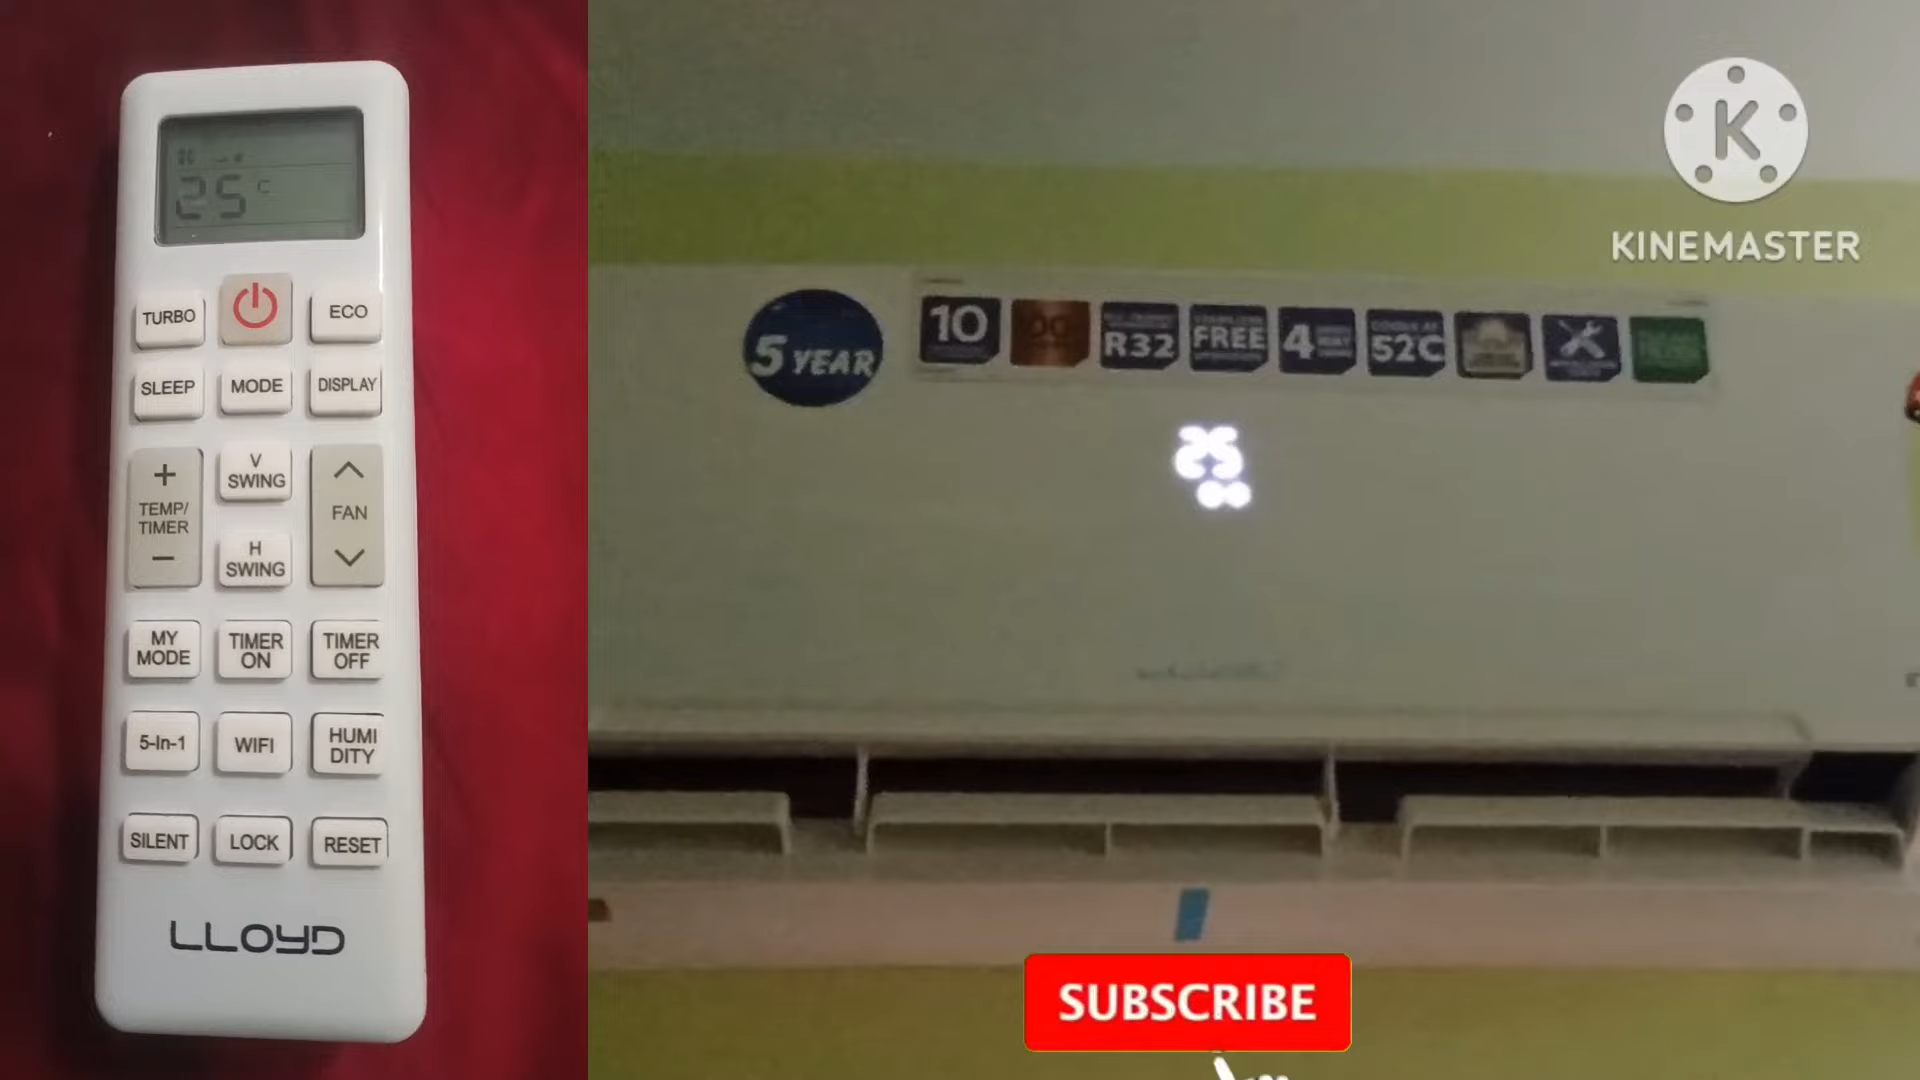 25 °C
TURBO
ECO
SLEEP
MODE
DISPLAY
+
TEMP/
TIMER
−
V
SWING
H
SWING
FAN
MY
MODE
TIMER
ON
TIMER
OFF
5-In-1
WIFI
HUMI
DITY
SILENT
LOCK
RESET
LLOYD
5 YEAR
10
R32
FREE
4
WAY
52C
25
K
KINEMASTER
SUBSCRIBE